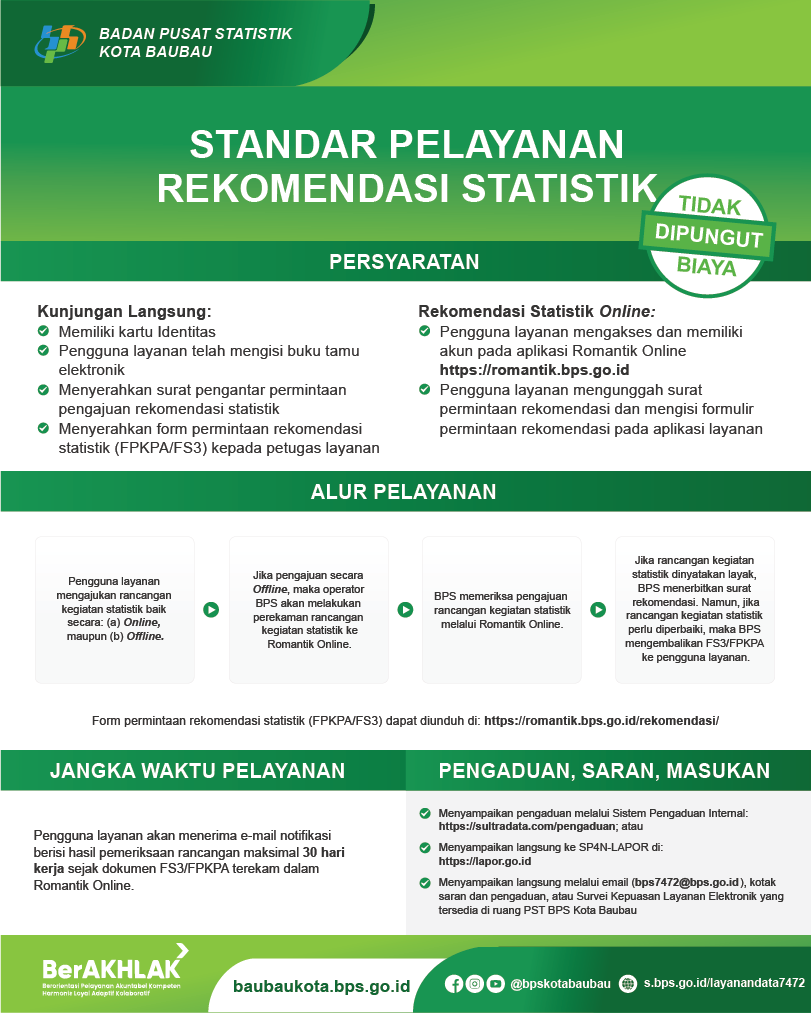 BADAN PUSAT STATISTIK
KOTA BAUBAU
STANDAR PELAYANAN
REKOMENDASI STATISTIK
TIDAK
DIPUNGUT
BIAYA
PERSYARATAN
Kunjungan Langsung:
Memiliki kartu Identitas
Pengguna layanan telah mengisi buku tamu
elektronik
Menyerahkan surat pengantar permintaan
pengajuan rekomendasi statistik
Menyerahkan form permintaan rekomendasi
statistik (FPKPA/FS3) kepada petugas layanan
Rekomendasi Statistik Online:
Pengguna layanan mengakses dan memiliki
akun pada aplikasi Romantik Online
https://romantik.bps.go.id
Pengguna layanan mengunggah surat
permintaan rekomendasi dan mengisi formulir
permintaan rekomendasi pada aplikasi layanan
ALUR PELAYANAN
Pengguna layanan
mengajukan rancangan
kegiatan statistik baik
secara: (a) Online,
maupun (b) Offline.
Jika pengajuan secara
Offline, maka operator
BPS akan melakukan
perekaman rancangan
kegiatan statistik ke
Romantik Online.
BPS memeriksa pengajuan
rancangan kegiatan statistik
melalui Romantik Online.
Jika rancangan kegiatan
statistik dinyatakan layak,
BPS menerbitkan surat
rekomendasi. Namun, jika
rancangan kegiatan statistik
perlu diperbaiki, maka BPS
mengembalikan FS3/FPKPA
ke pengguna layanan.
Form permintaan rekomendasi statistik (FPKPA/FS3) dapat diunduh di: https://romantik.bps.go.id/rekomendasi/
JANGKA WAKTU PELAYANAN
Pengguna layanan akan menerima e-mail notifikasi
berisi hasil pemeriksaan rancangan maksimal 30 hari
kerja sejak dokumen FS3/FPKPA terekam dalam
Romantik Online.
PENGADUAN, SARAN, MASUKAN
Menyampaikan pengaduan melalui Sistem Pengaduan Internal:
https://sultradata.com/pengaduan; atau
Menyampaikan langsung ke SP4N-LAPOR di:
https://lapor.go.id
Menyampaikan langsung melalui email (bps7472@bps.go.id), kotak
saran dan pengaduan, atau Survei Kepuasan Layanan Elektronik yang
tersedia di ruang PST BPS Kota Baubau
BerAKHLAK
Berorientasi Pelayanan Akuntabel Kompeten
Harmonis Loyal Adaptif Kolaboratif
baubaukota.bps.go.id
@bpskotabaubau
s.bps.go.id/layanandata7472